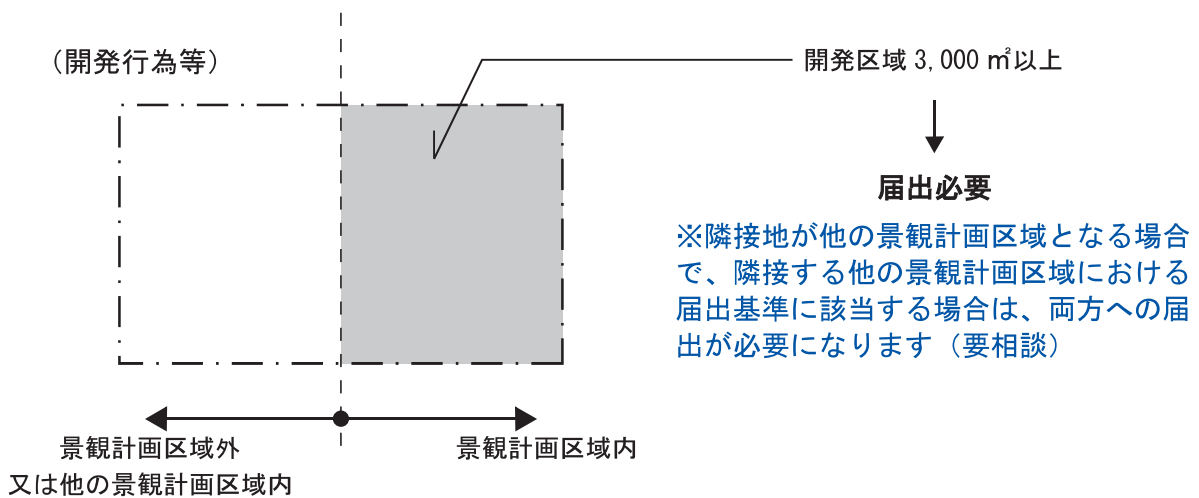 （開発行為等）
開発区域 3,000 ㎡以上
届出必要
※隣接地が他の景観計画区域となる場合
で、隣接する他の景観計画区域における
届出基準に該当する場合は、両方への届
出が必要になります（要相談）
景観計画区域外
又は他の景観計画区域内
景観計画区域内